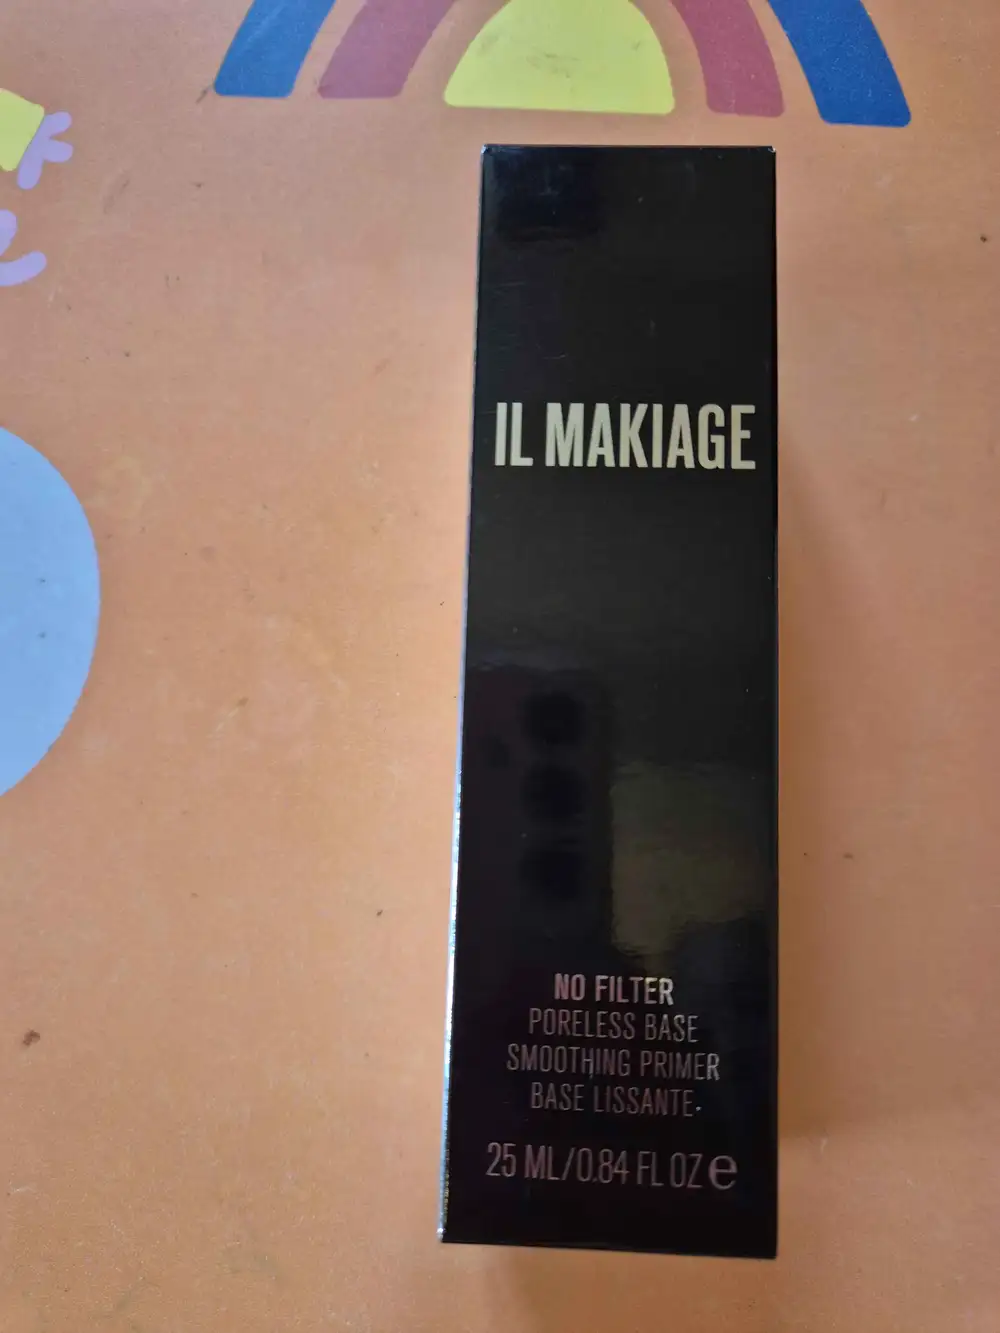 IL MAKIAGE
NO FILTER
PORELESS BASE
SMOOTHING PRIMER
BASE LISSANTE.
25 ML/0.84 FL OZ e